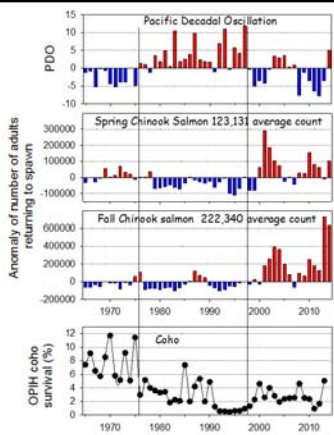 Pacific Decadal Oscillation
PDO
15
10
5
0
-5
-10
Spring Chinook Salmon 123,131 average count
Anomaly of number of adults
returning to spawn
300000
200000
100000
0
-100000
Fall Chinook salmon 222,340 average count
600000
400000
200000
0
-200000
1970 1980 1990 2000 2010
Coho
OPIH coho
survival (%)
12
10
8
6
4
2
0
1970 1980 1990 2000 2010